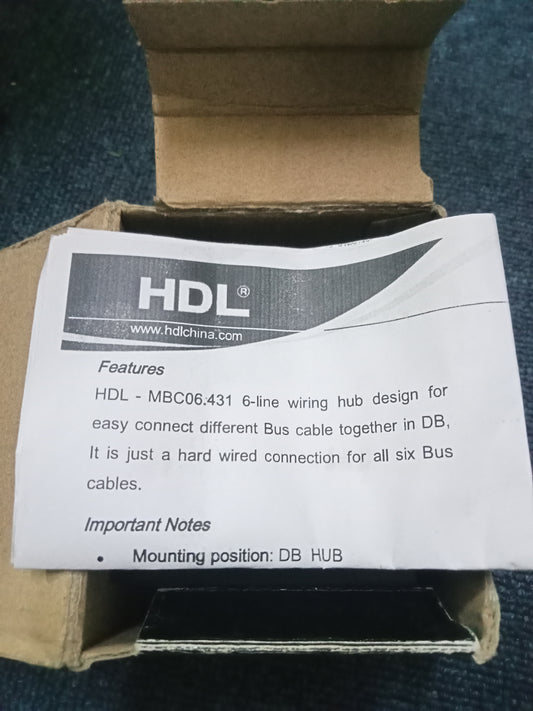 HDL®
www.hdlchina.com
Features
HDL - MBC06.431 6-line wiring hub design for
easy connect different Bus cable together in DB,
It is just a hard wired connection for all six Bus
cables.
Important Notes
• Mounting position: DB HUB